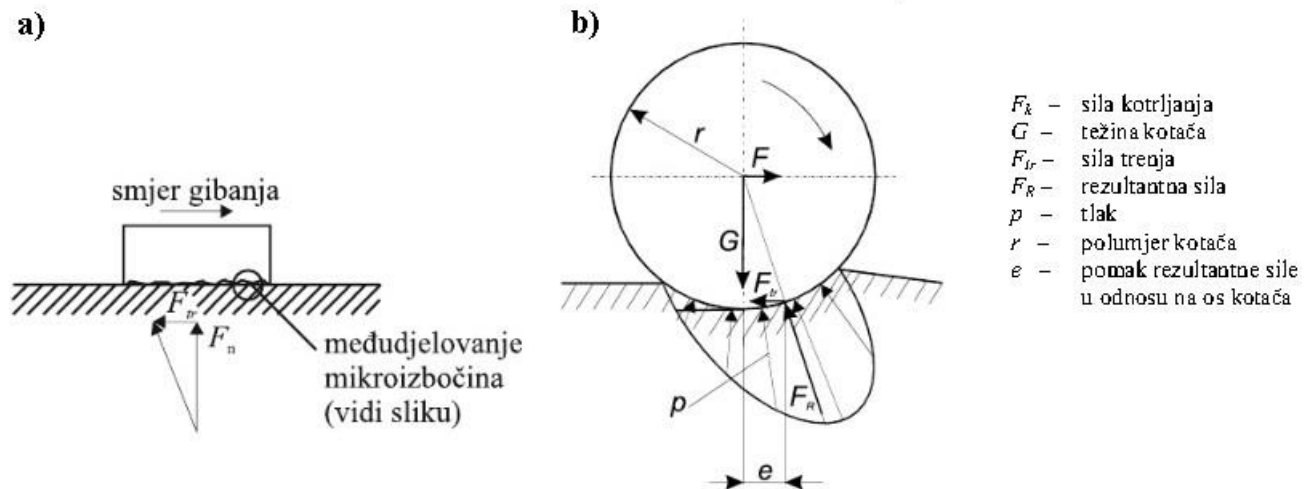 a)
smjer gibanja
F_tr
F_n
međudjelovanje
mikroizbočina
(vidi sliku)
b)
r
F
G
F_tr
p
F_R
e
F_k – sila kotrljanja
G – težina kotača
F_tr – sila trenja
F_R – rezultantna sila
p – tlak
r – polumjer kotača
e – pomak rezultantne sile
u odnosu na os kotača